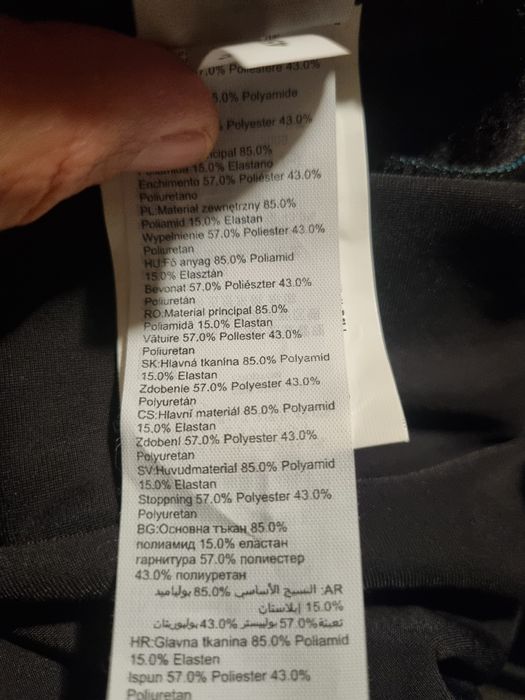 .0% Poliestere 43.0%
5.0% Polyamide
Polyester 43.0%
ncipal 85.0%
15.0% Elastano
Enchimento 57.0% Poliéster 43.0%
Poliuretano
PL:Materiał zewnętrzny 85.0%
Poliamid 15.0% Elastan
Wypełnienie 57.0% Poliester 43.0%
Poliuretan
HU:Fő anyag 85.0% Poliamid
15.0% Elasztán
Bevonat 57.0% Poliészter 43.0%
Poliuretán
RO:Material principal 85.0%
Poliamidă 15.0% Elastan
Vătuire 57.0% Poliester 43.0%
Poliuretan
SK:Hlavná tkanina 85.0% Polyamid
15.0% Elastan
Zdobenie 57.0% Polyester 43.0%
Polyuretán
CS:Hlavní materiál 85.0% Polyamid
15.0% Elastan
Zdobení 57.0% Polyester 43.0%
Polyuretan
SV:Huvudmaterial 85.0% Polyamid
15.0% Elastan
Stoppning 57.0% Polyester 43.0%
Polyuretan
BG:Основна тъкан 85.0%
полиамид 15.0% еластан
гарнитура 57.0% полиестер
43.0% полиуретан
AR: النسيج الأساسي 85.0% بولياميد
15.0% إيلاستان
تعبئة 57.0% بوليستر 43.0% بوليوريثان
HR:Glavna tkanina 85.0% Poliamid
15.0% Elasten
Ispun 57.0% Poliester 43.0%
Poliuretan